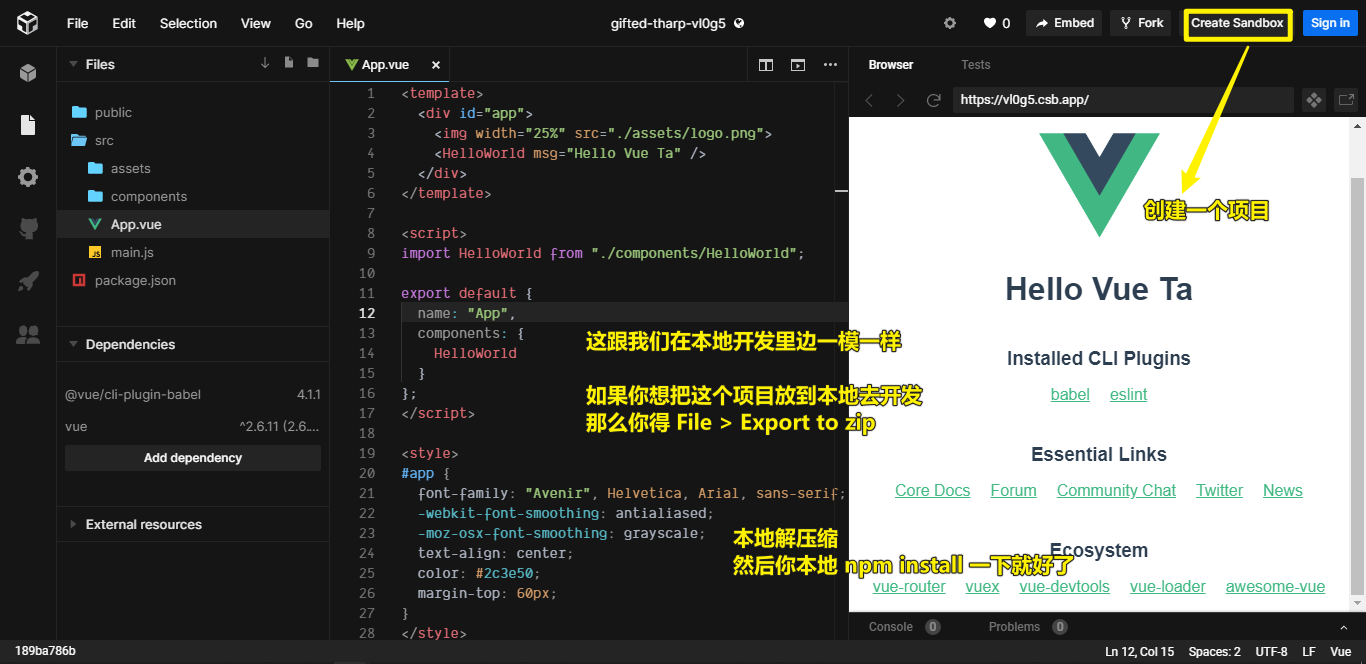 File Edit Selection View Go Help
gifted-tharp-vl0g5
0 Embed Fork Create Sandbox Sign in
Files
public
src
assets
components
App.vue
JS main.js
package.json
Dependencies
@vue/cli-plugin-babel 4.1.1
vue ^2.6.11 (2.6....
Add dependency
External resources
App.vue ×
1 <template>
2 <div id="app">
3 <img width="25%" src="./assets/logo.png">
4 <HelloWorld msg="Hello Vue Ta" />
5 </div>
6 </template>
7
8 <script>
9 import HelloWorld from "./components/HelloWorld";
10
11 export default {
12 name: "App",
13 components: {
14 HelloWorld
15 }
16 };
17 </script>
18
19 <style>
20 #app {
21 font-family: "Avenir", Helvetica, Arial, sans-serif;
22 -webkit-font-smoothing: antialiased;
23 -moz-osx-font-smoothing: grayscale;
24 text-align: center;
25 color: #2c3e50;
26 margin-top: 60px;
27 }
28 </style>
这跟我们在本地开发里边一模一样
如果你想把这个项目放到本地去开发
那么你得 File > Export to zip
本地解压缩
然后你本地 npm install 一下就好了
Browser Tests
https://vl0g5.csb.app/
创建一个项目
Hello Vue Ta
Installed CLI Plugins
babel eslint
Essential Links
Core Docs Forum Community Chat Twitter News
Ecosystem
vue-router vuex vue-devtools vue-loader awesome-vue
Console 0 Problems 0
189ba786b
Ln 12, Col 15 Spaces: 2 UTF-8 LF Vue